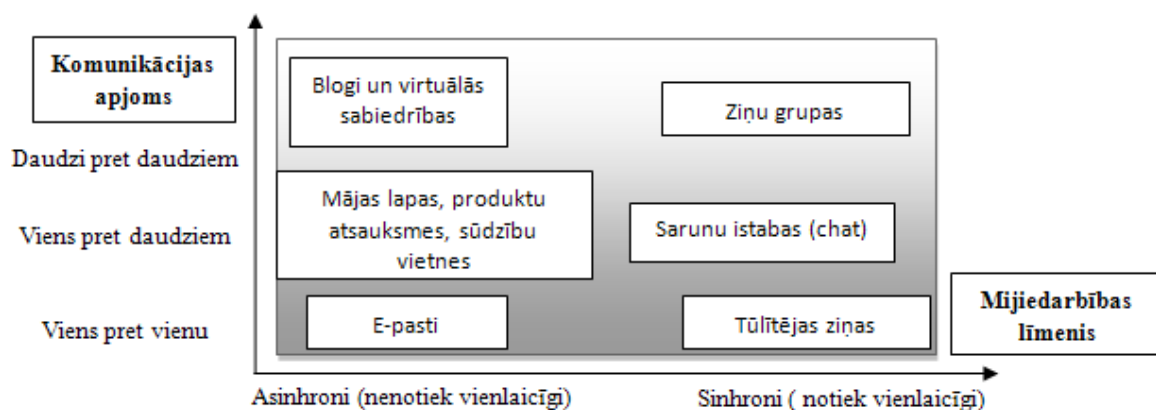 Komunikācijas
apjoms
Blogi un virtuālās
sabiedrības
Ziņu grupas
Daudzi pret daudziem
Mājas lapas, produktu
atsauksmes, sūdzību
vietnes
Sarunu istabas (chat)
Viens pret daudziem
E-pasti
Tūlītējas ziņas
Viens pret vienu
Mijiedarbības
līmenis
Asinhroni (nenotiek vienlaicīgi)
Sinhroni ( notiek vienlaicīgi)